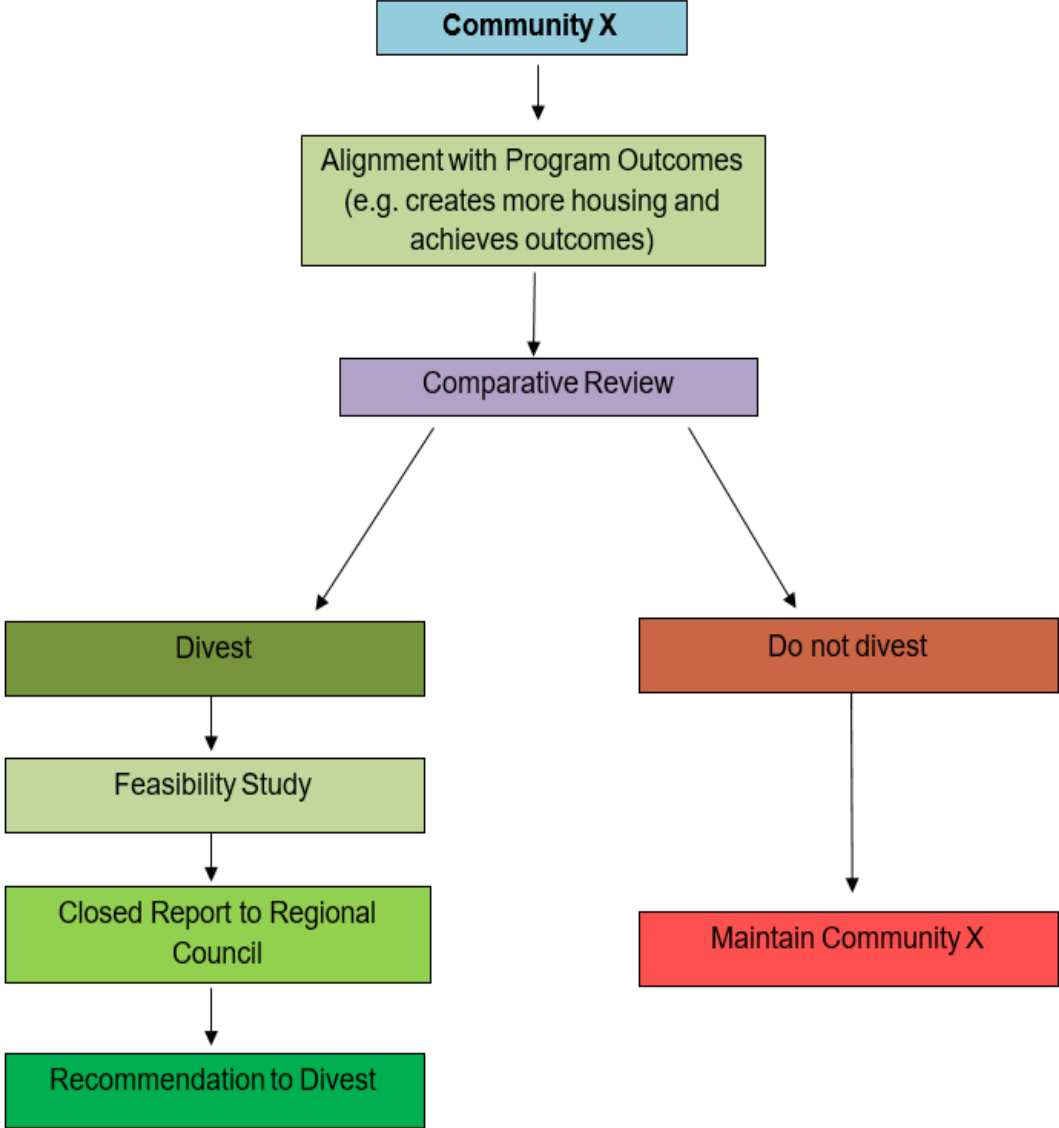 Community X
Alignment with Program Outcomes
(e.g. creates more housing and
achieves outcomes)
Comparative Review
Divest
Do not divest
Feasibility Study
Closed Report to Regional
Council
Maintain Community X
Recommendation to Divest